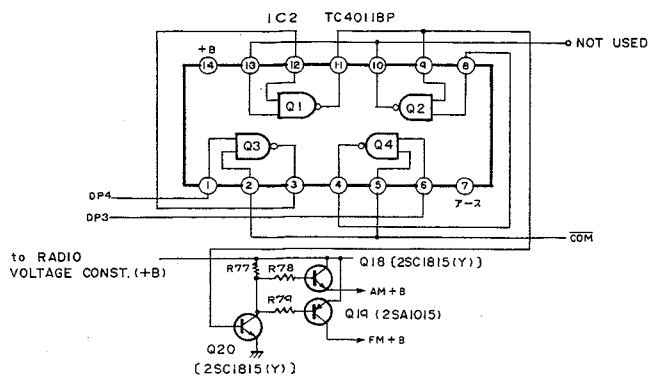 IC2 TC4011BP
+B
NOT USED
14 13 12 11 10 9 8
Q1 Q2
Q3 Q4
1 2 3 4 5 6 7
アース
DP4
DP3
COM
to RADIO
VOLTAGE CONST. (+B)
R77 R78 Q18 [2SC1815(Y)]
AM+B
R79 Q19 (2SA1015)
FM+B
Q20
[2SC1815(Y)]